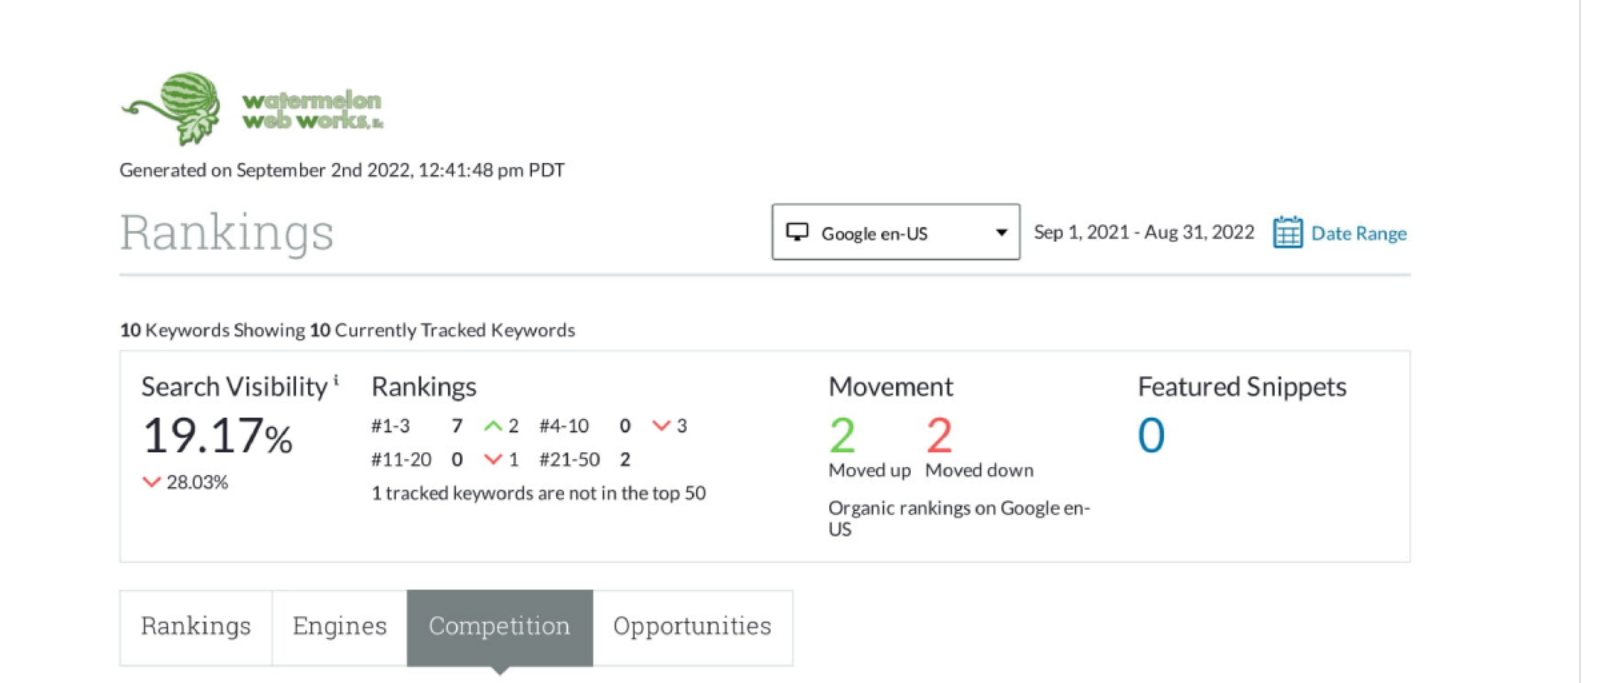 watermelon
web works, llc
Generated on September 2nd 2022, 12:41:48 pm PDT
Rankings
Google en-US
Sep 1, 2021 - Aug 31, 2022
Date Range
10 Keywords Showing 10 Currently Tracked Keywords
Search Visibility i
19.17%
28.03%
Rankings
#1-3 7 2 #4-10 0 3
#11-20 0 1 #21-50 2
1 tracked keywords are not in the top 50
Movement
2 2
Moved up Moved down
Organic rankings on Google en-
US
Featured Snippets
0
Rankings Engines Competition Opportunities